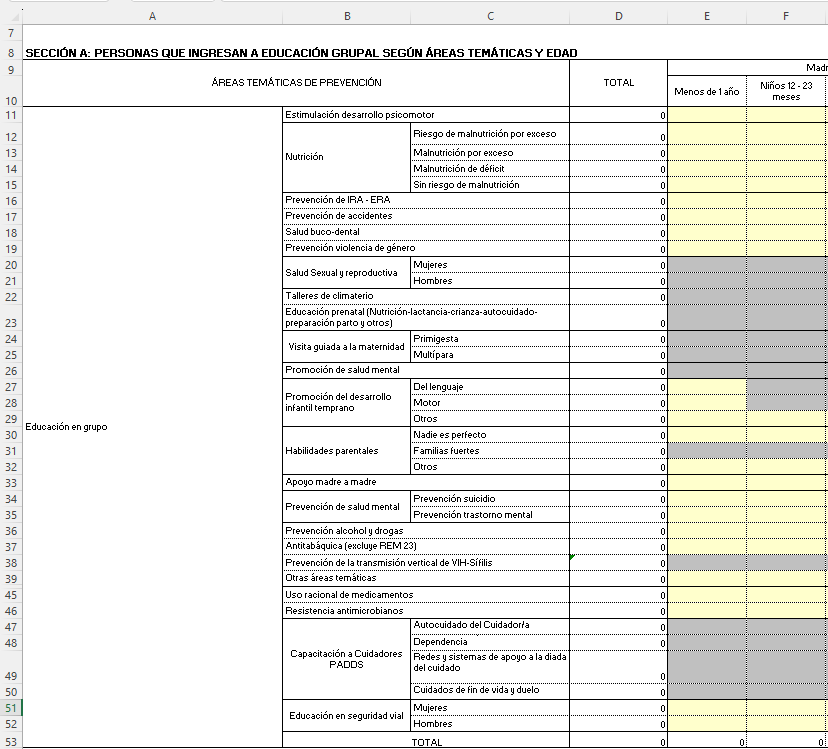 A B C D E F
7
8 SECCIÓN A: PERSONAS QUE INGRESAN A EDUCACIÓN GRUPAL SEGÚN ÁREAS TEMÁTICAS Y EDAD
9 ÁREAS TEMÁTICAS DE PREVENCIÓN TOTAL Madr
10 Menos de 1 año Niños 12 - 23
meses
11 Estimulación desarrollo psicomotor 0
12 Riesgo de malnutrición por exceso 0
Nutrición
13 Malnutrición por exceso 0
14 Malnutrición de déficit 0
15 Sin riesgo de malnutrición 0
16 Prevención de IRA - ERA 0
17 Prevención de accidentes 0
18 Salud buco-dental 0
19 Prevención violencia de género 0
20 Salud Sexual y reproductiva Mujeres 0
21 Hombres 0
22 Talleres de climaterio 0
Educación prenatal (Nutrición-lactancia-crianza-autocuidado-
23 preparación parto y otros) 0
24 Visita guiada a la maternidad Primigesta 0
25 Multípara 0
26 Promoción de salud mental 0
27 Promoción del desarrollo
infantil temprano Del lenguaje 0
28 Motor 0
29 Otros 0
Educación en grupo
30 Nadie es perfecto 0
31 Habilidades parentales Familias fuertes 0
32 Otros 0
33 Apoyo madre a madre 0
34 Prevención de salud mental Prevención suicidio 0
35 Prevención trastorno mental 0
36 Prevención alcohol y drogas 0
37 Antitabáquica (excluye REM 23) 0
38 Prevención de la transmisión vertical de VIH-Sífilis 0
39 Otras áreas temáticas 0
45 Uso racional de medicamentos 0
46 Resistencia antimicrobianos 0
47 Autocuidado del Cuidador/a 0
48 Dependencia 0
Capacitación a Cuidadores
PADDS
Redes y sistemas de apoyo a la diada
49 del cuidado 0
50 Cuidados de fin de vida y duelo 0
51 Educación en seguridad vial Mujeres 0
52 Hombres 0
53 TOTAL 0 0 0